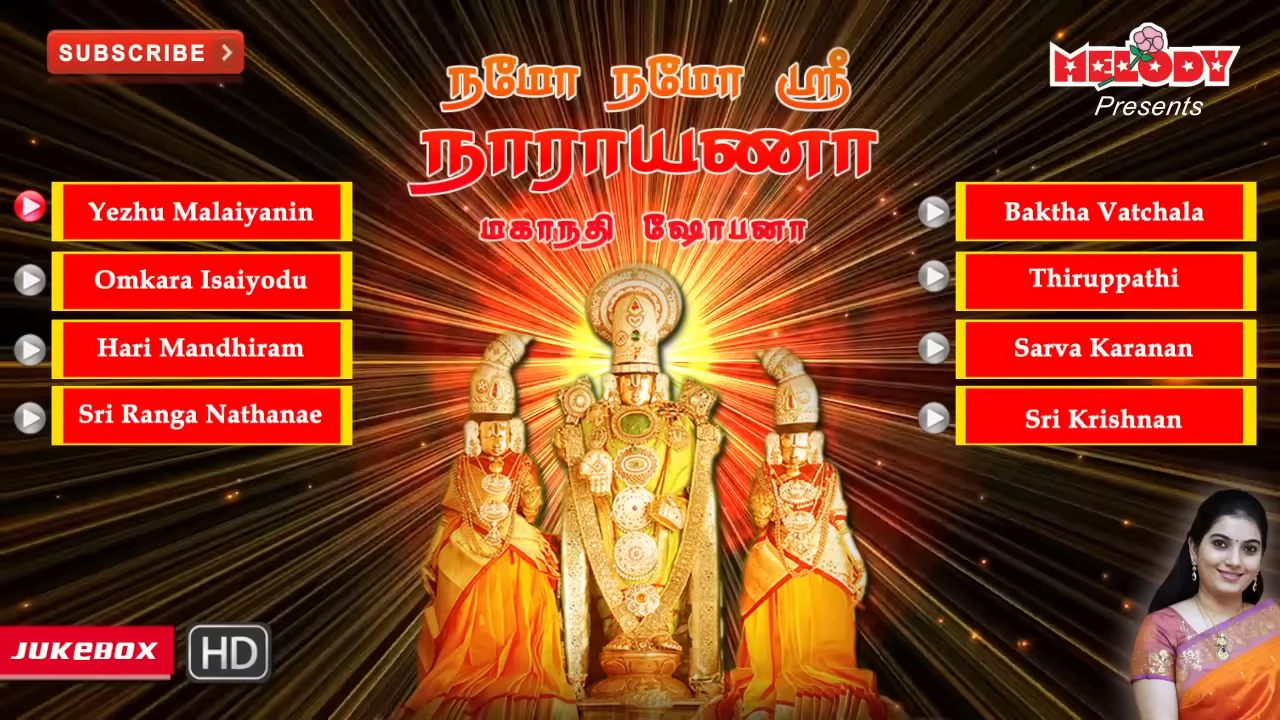 SUBSCRIBE
நமோ நமோ ஸ்ரீ
நாராயணா
மகாநதி ஷோபனா
MELODY
Presents
Yezhu Malaiyanin
Omkara Isaiyodu
Hari Mandhiram
Sri Ranga Nathanae
Baktha Vatchala
Thiruppathi
Sarva Karanan
Sri Krishnan
JUKEBOX
HD